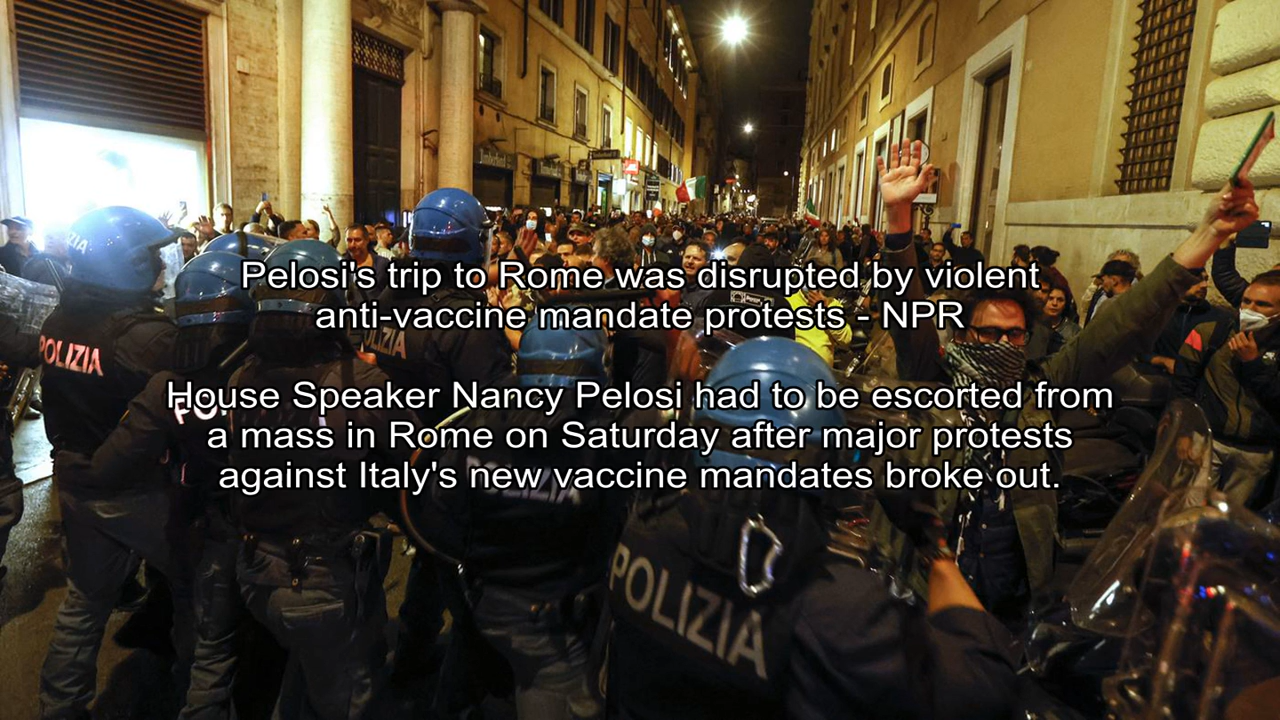 Pelosi's trip to Rome was disrupted by violent
anti-vaccine mandate protests - NPR
House Speaker Nancy Pelosi had to be escorted from
a mass in Rome on Saturday after major protests
against Italy's new vaccine mandates broke out.
POLIZIA
POLIZIA